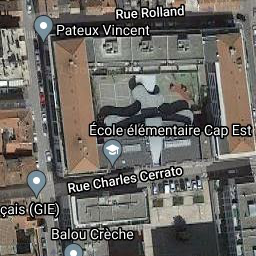 Rue Rolland
Pateux Vincent
École élémentaire Cap Est
Rue Charles Cerrato
çais (GIE)
Balou Crèche